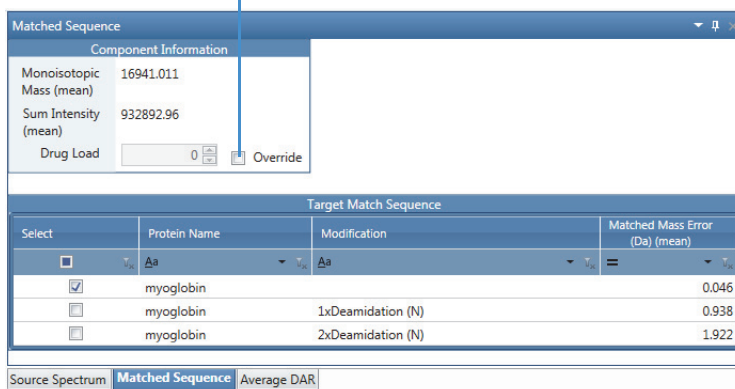 Matched Sequence
Component Information
Monoisotopic 16941.011
Mass (mean)
Sum Intensity 932892.96
(mean)
Drug Load 0 Override
Target Match Sequence
Select Protein Name Modification Matched Mass Error
(Da) (mean)
Aa Aa =
myoglobin 0.046
myoglobin 1xDeamidation (N) 0.938
myoglobin 2xDeamidation (N) 1.922
Source Spectrum Matched Sequence Average DAR